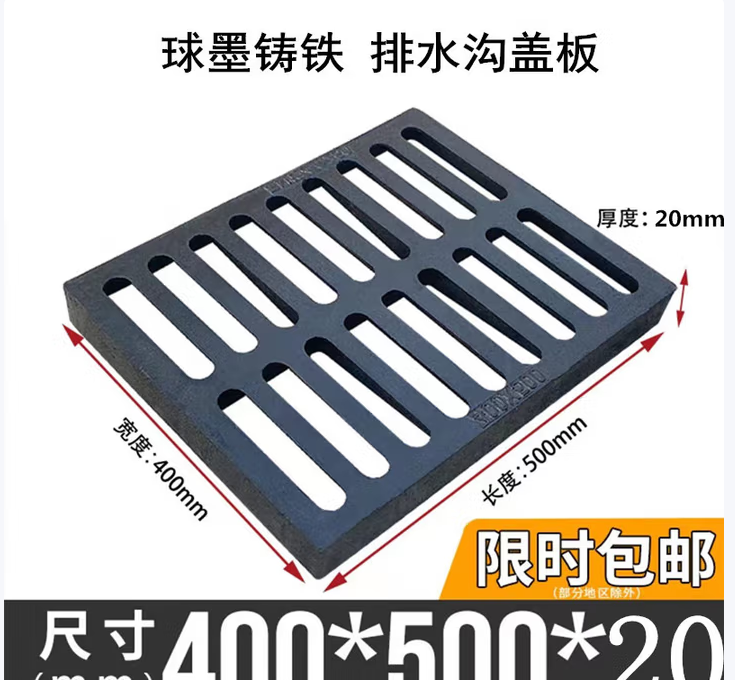 球墨铸铁 排水沟盖板
厚度：20mm
宽度：400mm
长度：500mm
限时包邮
(部分地区除外)
尺寸 400*500*20
(mm)